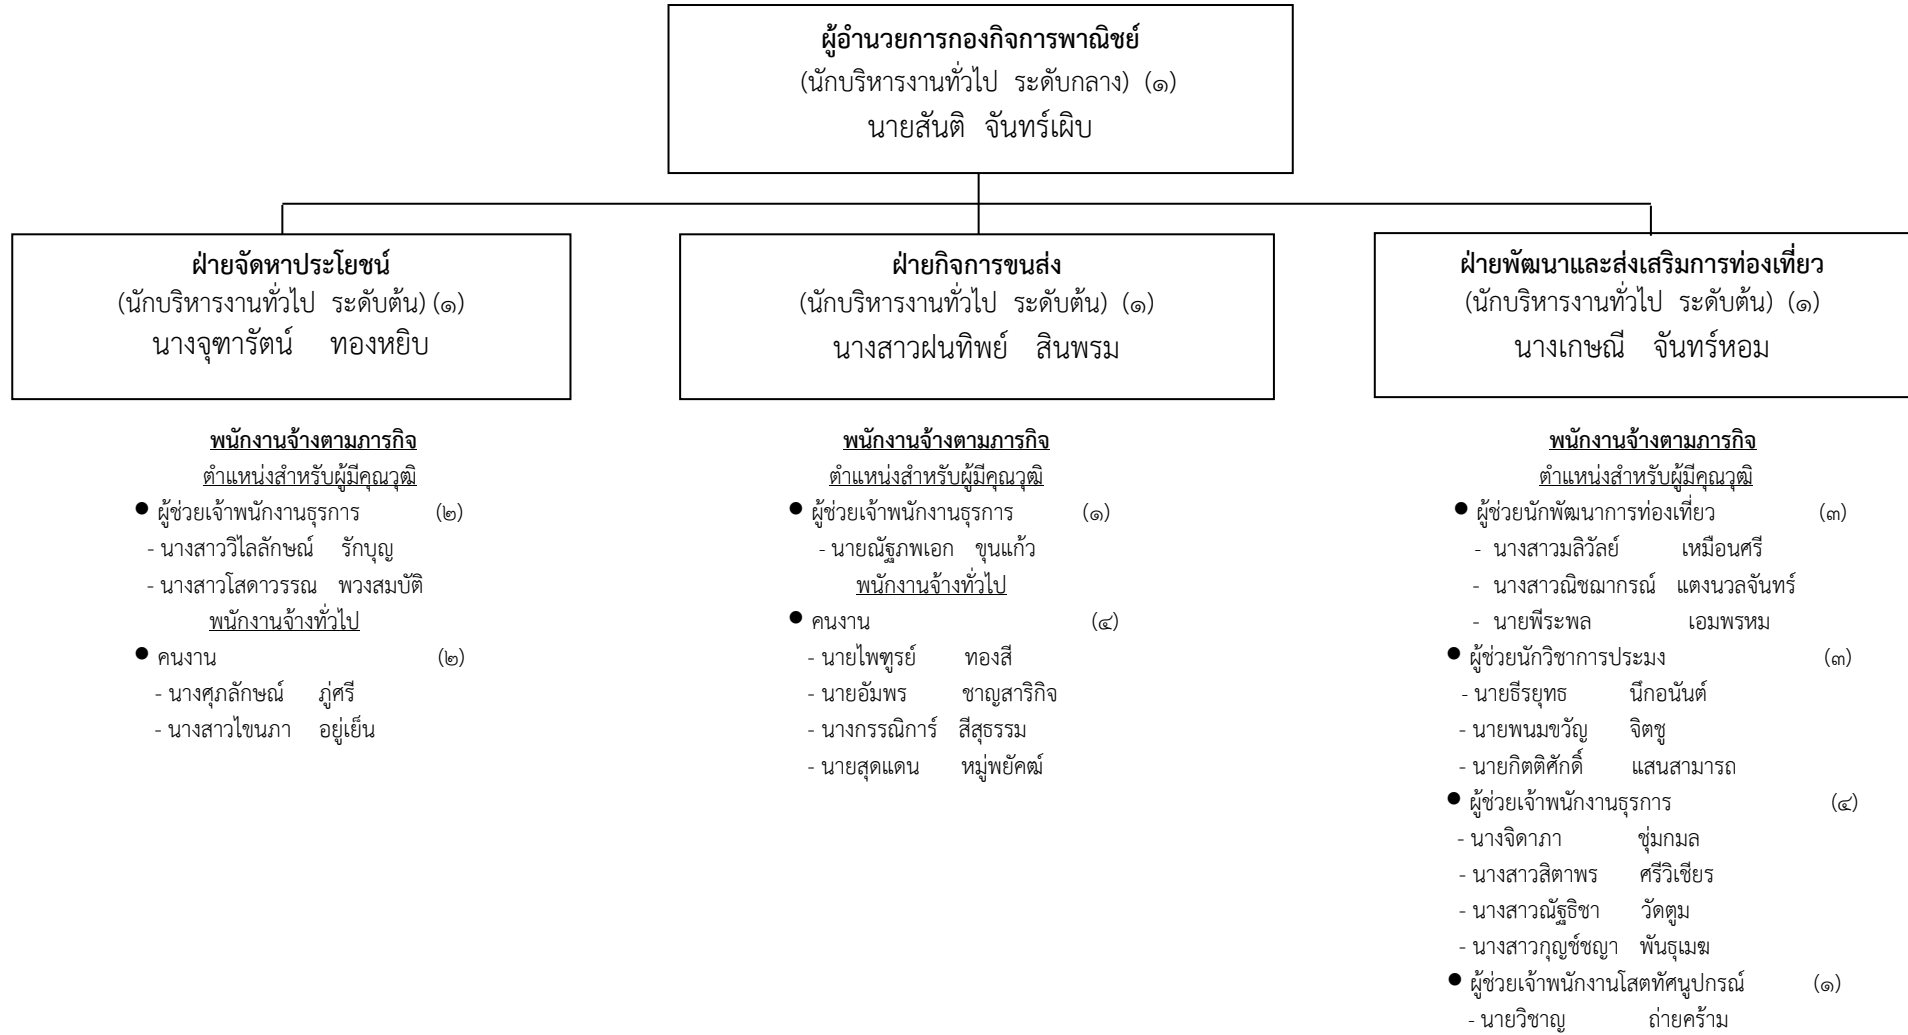 ผู้อำนวยการกองกิจการพาณิชย์
(นักบริหารงานทั่วไป ระดับกลาง) (๑)
นายสันติ จันทร์เผิบ
ฝ่ายจัดหาประโยชน์
(นักบริหารงานทั่วไป ระดับต้น) (๑)
นางจุฑารัตน์ ทองหยิบ
พนักงานจ้างตามภารกิจ
ตำแหน่งสำหรับผู้มีคุณวุฒิ
● ผู้ช่วยเจ้าพนักงานธุรการ (๒)
- นางสาววิไลลักษณ์ รักบุญ
- นางสาวโสดาวรรณ พวงสมบัติ
พนักงานจ้างทั่วไป
● คนงาน (๒)
- นางศุภลักษณ์ ภู่ศรี
- นางสาวไขนภา อยู่เย็น
ฝ่ายกิจการขนส่ง
(นักบริหารงานทั่วไป ระดับต้น) (๑)
นางสาวฝนทิพย์ สินพรม
พนักงานจ้างตามภารกิจ
ตำแหน่งสำหรับผู้มีคุณวุฒิ
● ผู้ช่วยเจ้าพนักงานธุรการ (๑)
- นายณัฐภพเอก ขุนแก้ว
พนักงานจ้างทั่วไป
● คนงาน (๔)
- นายไพฑูรย์ ทองสี
- นายอัมพร ชาญสาริกิจ
- นางกรรณิการ์ สีสุธรรม
- นายสุดแดน หมู่พยัคฆ์
ฝ่ายพัฒนาและส่งเสริมการท่องเที่ยว
(นักบริหารงานทั่วไป ระดับต้น) (๑)
นางเกษณี จันทร์หอม
พนักงานจ้างตามภารกิจ
ตำแหน่งสำหรับผู้มีคุณวุฒิ
● ผู้ช่วยนักพัฒนาการท่องเที่ยว (๓)
- นางสาวมลิวัลย์ เหมือนศรี
- นางสาวณิชฌากรณ์ แตงนวลจันทร์
- นายพีระพล เอมพรหม
● ผู้ช่วยนักวิชาการประมง (๓)
- นายธีรยุทธ นึกอนันต์
- นายพนมขวัญ จิตชู
- นายกิตติศักดิ์ แสนสามารถ
● ผู้ช่วยเจ้าพนักงานธุรการ (๔)
- นางจิดาภา ชุ่มกมล
- นางสาวสิตาพร ศรีวิเชียร
- นางสาวณัฐธิชา วัดตูม
- นางสาวกุญช์ชญา พันธุเมฆ
● ผู้ช่วยเจ้าพนักงานโสตทัศนูปกรณ์ (๑)
- นายวิชาญ ถ่ายคร้าม